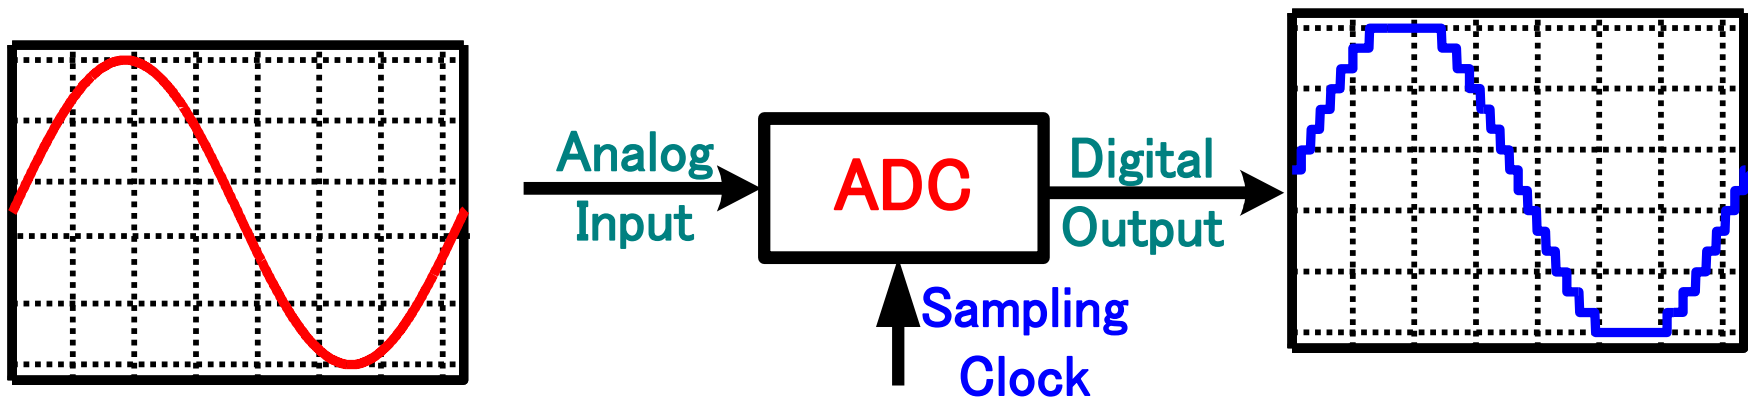 Analog
Input
ADC
Digital
Output
Sampling
Clock